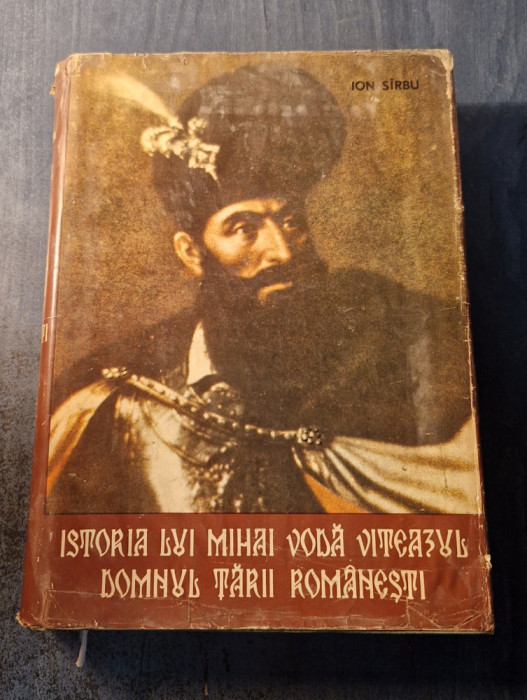 ION SÎRBU
ISTORIA LUI MIHAI VODĂ VITEAZUL
DOMNUL ȚĂRII ROMÂNEȘTI